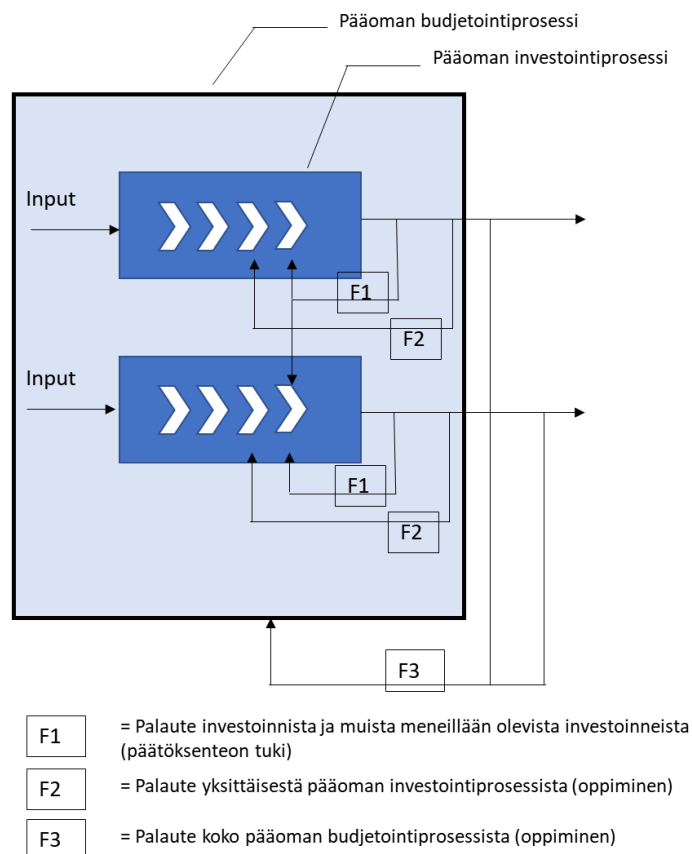 Pääoman budjetointiprosessi
Pääoman investointiprosessi
Input
F1
F2
Input
F1
F2
F3
F1 = Palaute investoinnista ja muista meneillään olevista investoinneista
(päätöksenteon tuki)
F2 = Palaute yksittäisestä pääoman investointiprosessista (oppiminen)
F3 = Palaute koko pääoman budjetointiprosessista (oppiminen)